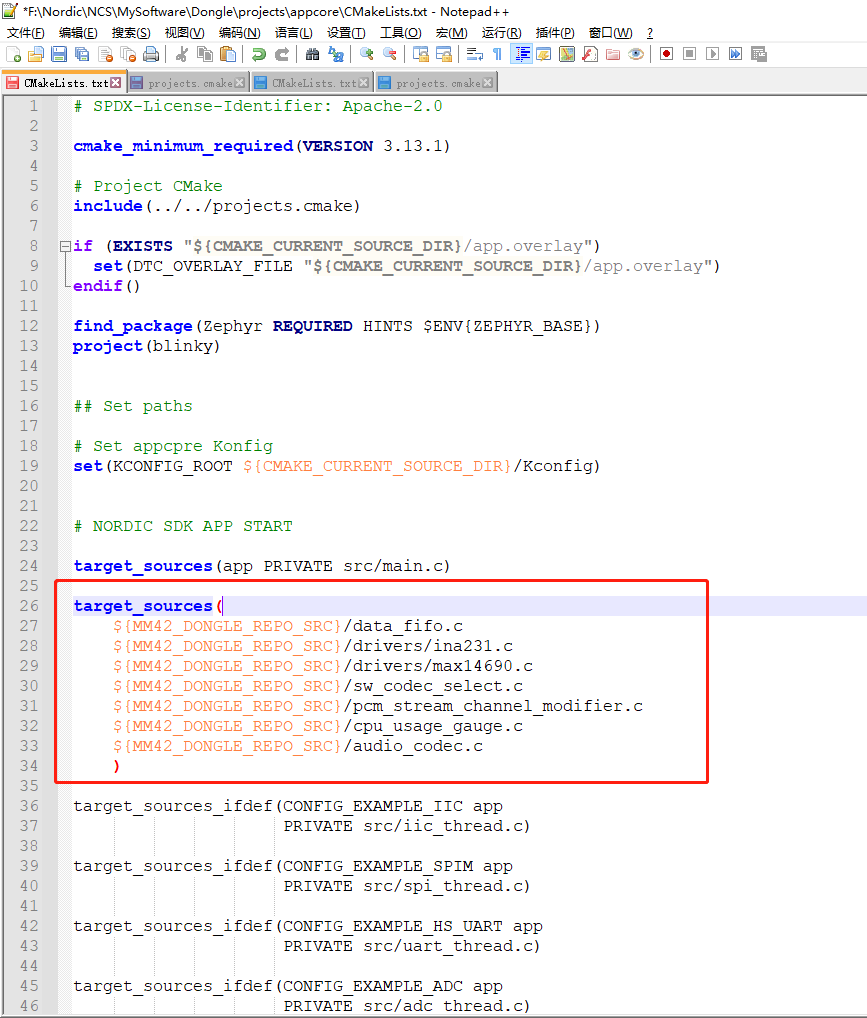 *F:\Nordic\NCS\MySoftware\Dongle\projects\appcore\CMakeLists.txt - Notepad++
文件(F) 编辑(E) 搜索(S) 视图(V) 编码(N) 语言(L) 设置(T) 工具(O) 宏(M) 运行(R) 插件(P) 窗口(W) ?
CMakeLists.txt projects.cmake CMakeLists.txt projects.cmake
1 # SPDX-License-Identifier: Apache-2.0
2
3 cmake_minimum_required(VERSION 3.13.1)
4
5 # Project CMake
6 include(../../projects.cmake)
7
8 if (EXISTS "${CMAKE_CURRENT_SOURCE_DIR}/app.overlay")
9 set(DTC_OVERLAY_FILE "${CMAKE_CURRENT_SOURCE_DIR}/app.overlay")
10 endif()
11
12 find_package(Zephyr REQUIRED HINTS $ENV{ZEPHYR_BASE})
13 project(blinky)
14
15
16 ## Set paths
17
18 # Set appcpre Konfig
19 set(KCONFIG_ROOT ${CMAKE_CURRENT_SOURCE_DIR}/Kconfig)
20
21
22 # NORDIC SDK APP START
23
24 target_sources(app PRIVATE src/main.c)
25
26 target_sources(
27 ${MM42_DONGLE_REPO_SRC}/data_fifo.c
28 ${MM42_DONGLE_REPO_SRC}/drivers/ina231.c
29 ${MM42_DONGLE_REPO_SRC}/drivers/max14690.c
30 ${MM42_DONGLE_REPO_SRC}/sw_codec_select.c
31 ${MM42_DONGLE_REPO_SRC}/pcm_stream_channel_modifier.c
32 ${MM42_DONGLE_REPO_SRC}/cpu_usage_gauge.c
33 ${MM42_DONGLE_REPO_SRC}/audio_codec.c
34 )
35
36 target_sources_ifdef(CONFIG_EXAMPLE_IIC app
37 PRIVATE src/iic_thread.c)
38
39 target_sources_ifdef(CONFIG_EXAMPLE_SPIM app
40 PRIVATE src/spi_thread.c)
41
42 target_sources_ifdef(CONFIG_EXAMPLE_HS_UART app
43 PRIVATE src/uart_thread.c)
44
45 target_sources_ifdef(CONFIG_EXAMPLE_ADC app
46 PRIVATE src/adc_thread.c)